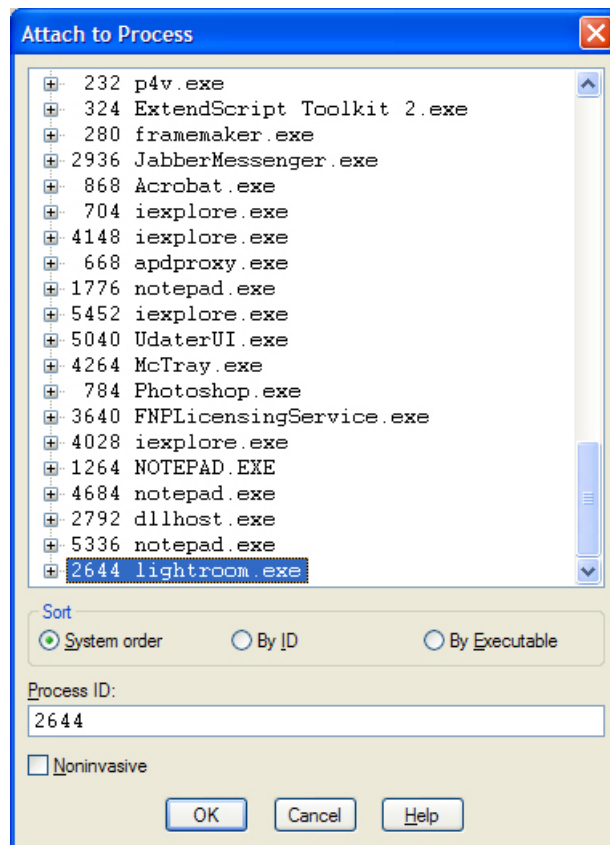 Attach to Process
232 p4v.exe
324 ExtendScript Toolkit 2.exe
280 framemaker.exe
2936 JabberMessenger.exe
868 Acrobat.exe
704 iexplore.exe
4148 iexplore.exe
668 apdproxy.exe
1776 notepad.exe
5452 iexplore.exe
5040 UdaterUI.exe
4264 McTray.exe
784 Photoshop.exe
3640 FNPLicensingService.exe
4028 iexplore.exe
1264 NOTEPAD.EXE
4684 notepad.exe
2792 dllhost.exe
5336 notepad.exe
2644 lightroom.exe
Sort
System order By ID By Executable
Process ID:
2644
Noninvasive
OK Cancel Help